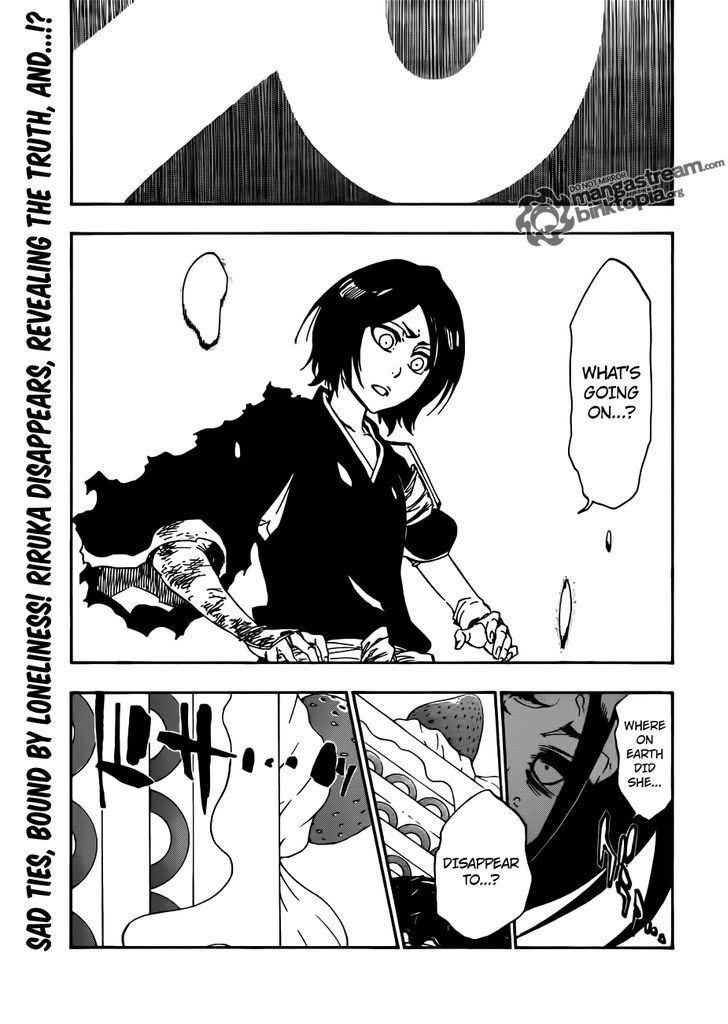 SAD TIES, BOUND BY LONELINESS! RIRUKA DISAPPEARS, REVEALING THE TRUTH, AND...!?
DO NOT MIRROR
mangastream.com
binktopia.org
WHAT'S
GOING
ON...?
WHERE
ON
EARTH
DID
SHE...
DISAPPEAR
TO...?